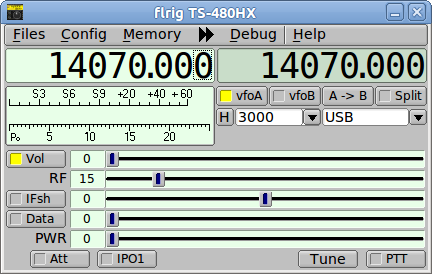 flrig TS-480HX
Files Config Memory Debug Help
14070.000 14070.000
S3 S6 S9 +20 +40 +60
vfoA vfoB A -> B Split
H 3000 USB
Po 5 10 15 20
Vol 0
RF 15
IFsh 0
Data 0
PWR 0
Att IPO1 Tune PTT